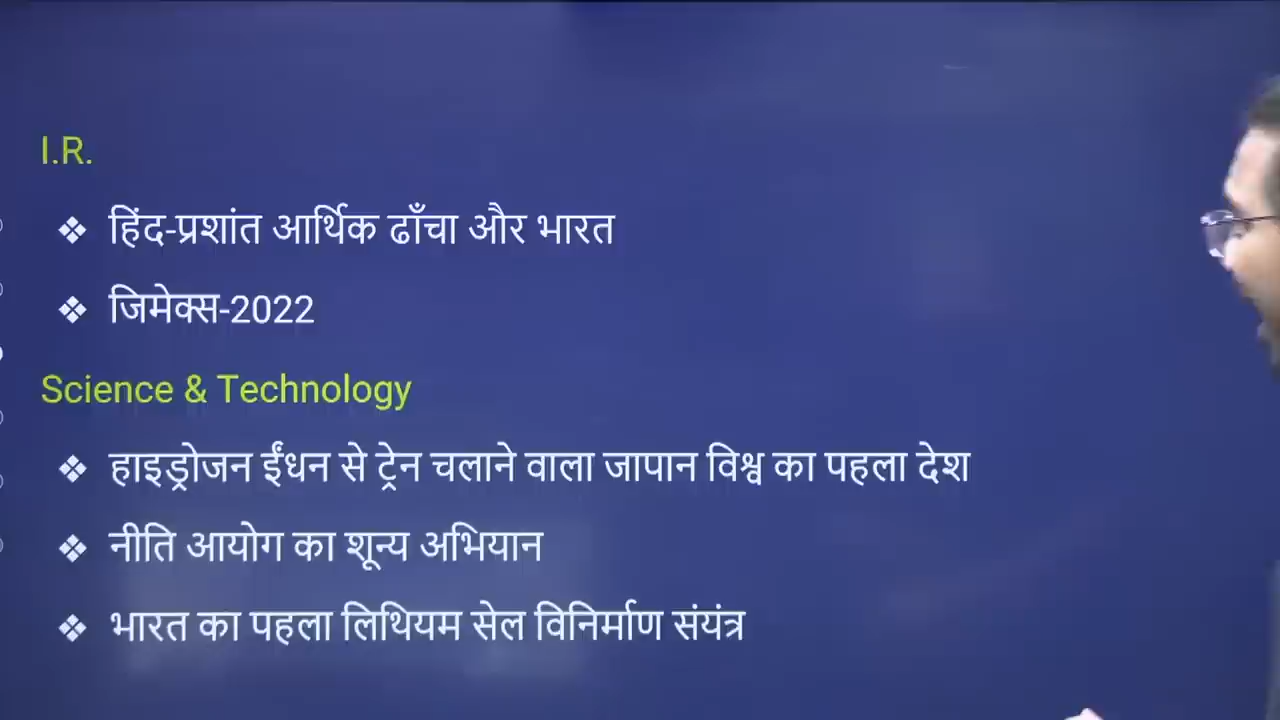 I.R.
❖ हिंद-प्रशांत आर्थिक ढाँचा और भारत
❖ जिमेक्स-2022
Science & Technology
❖ हाइड्रोजन ईंधन से ट्रेन चलाने वाला जापान विश्व का पहला देश
❖ नीति आयोग का शून्य अभियान
❖ भारत का पहला लिथियम सेल विनिर्माण संयंत्र